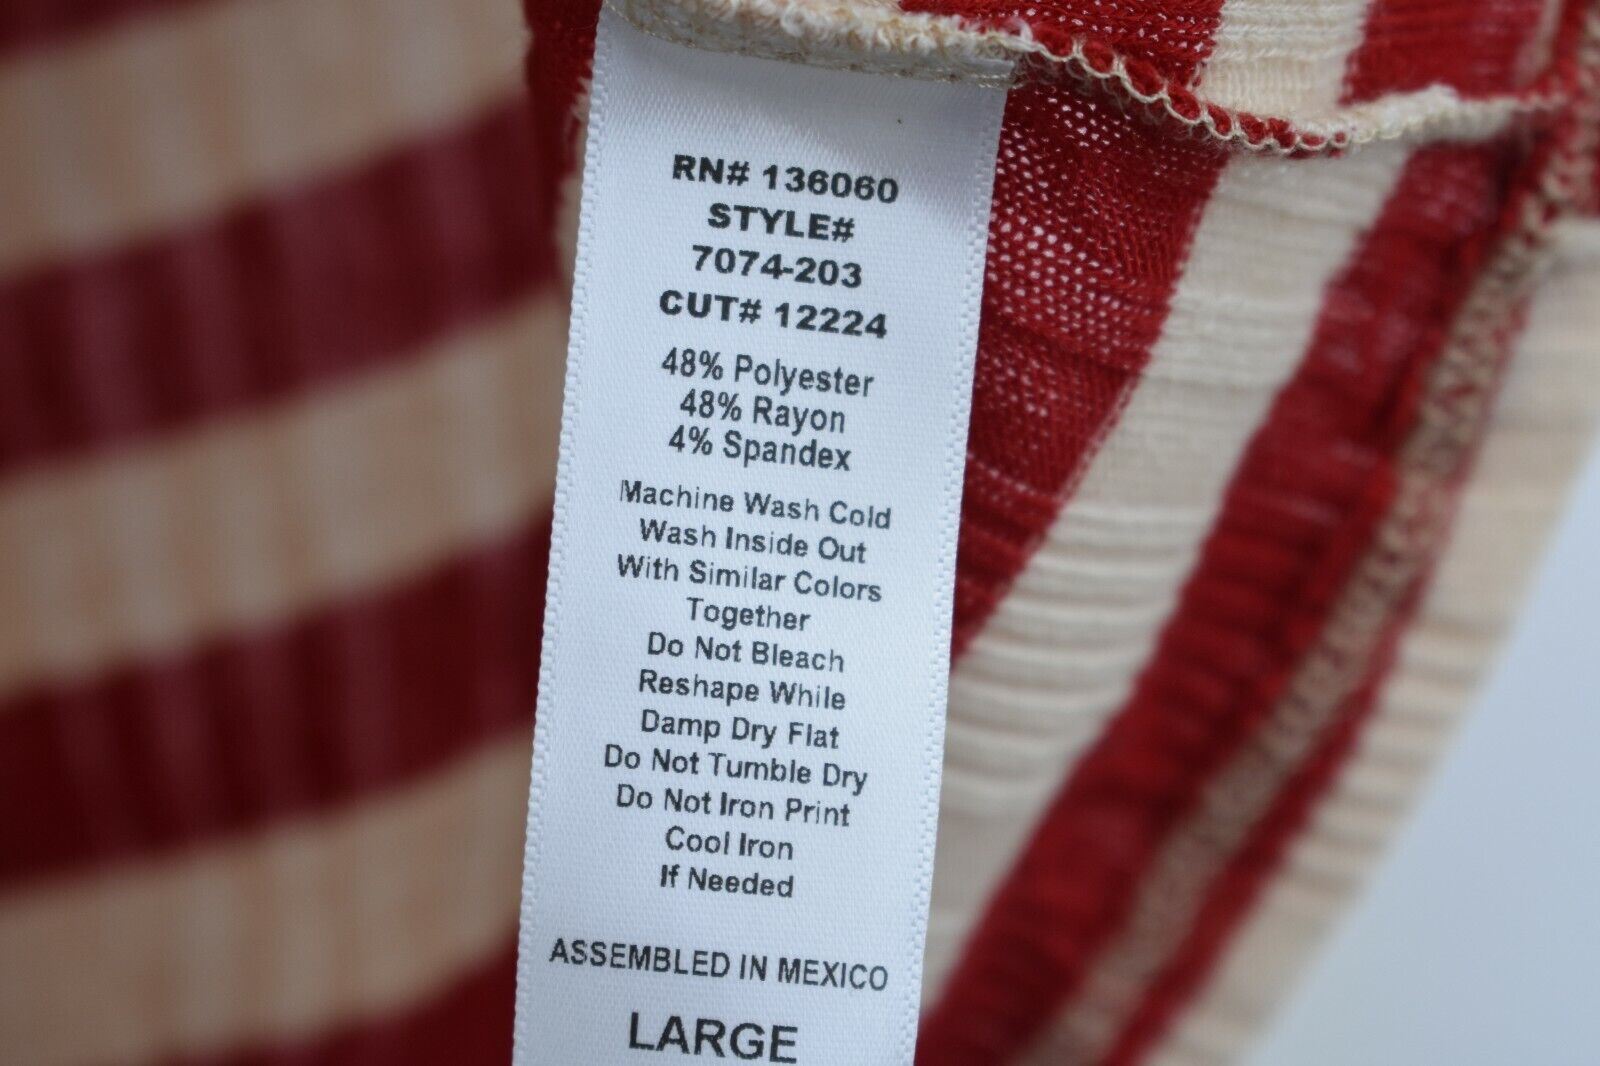 RN# 136060
STYLE#
7074-203
CUT# 12224
48% Polyester
48% Rayon
4% Spandex
Machine Wash Cold
Wash Inside Out
With Similar Colors
Together
Do Not Bleach
Reshape While
Damp Dry Flat
Do Not Tumble Dry
Do Not Iron Print
Cool Iron
If Needed
ASSEMBLED IN MEXICO
LARGE